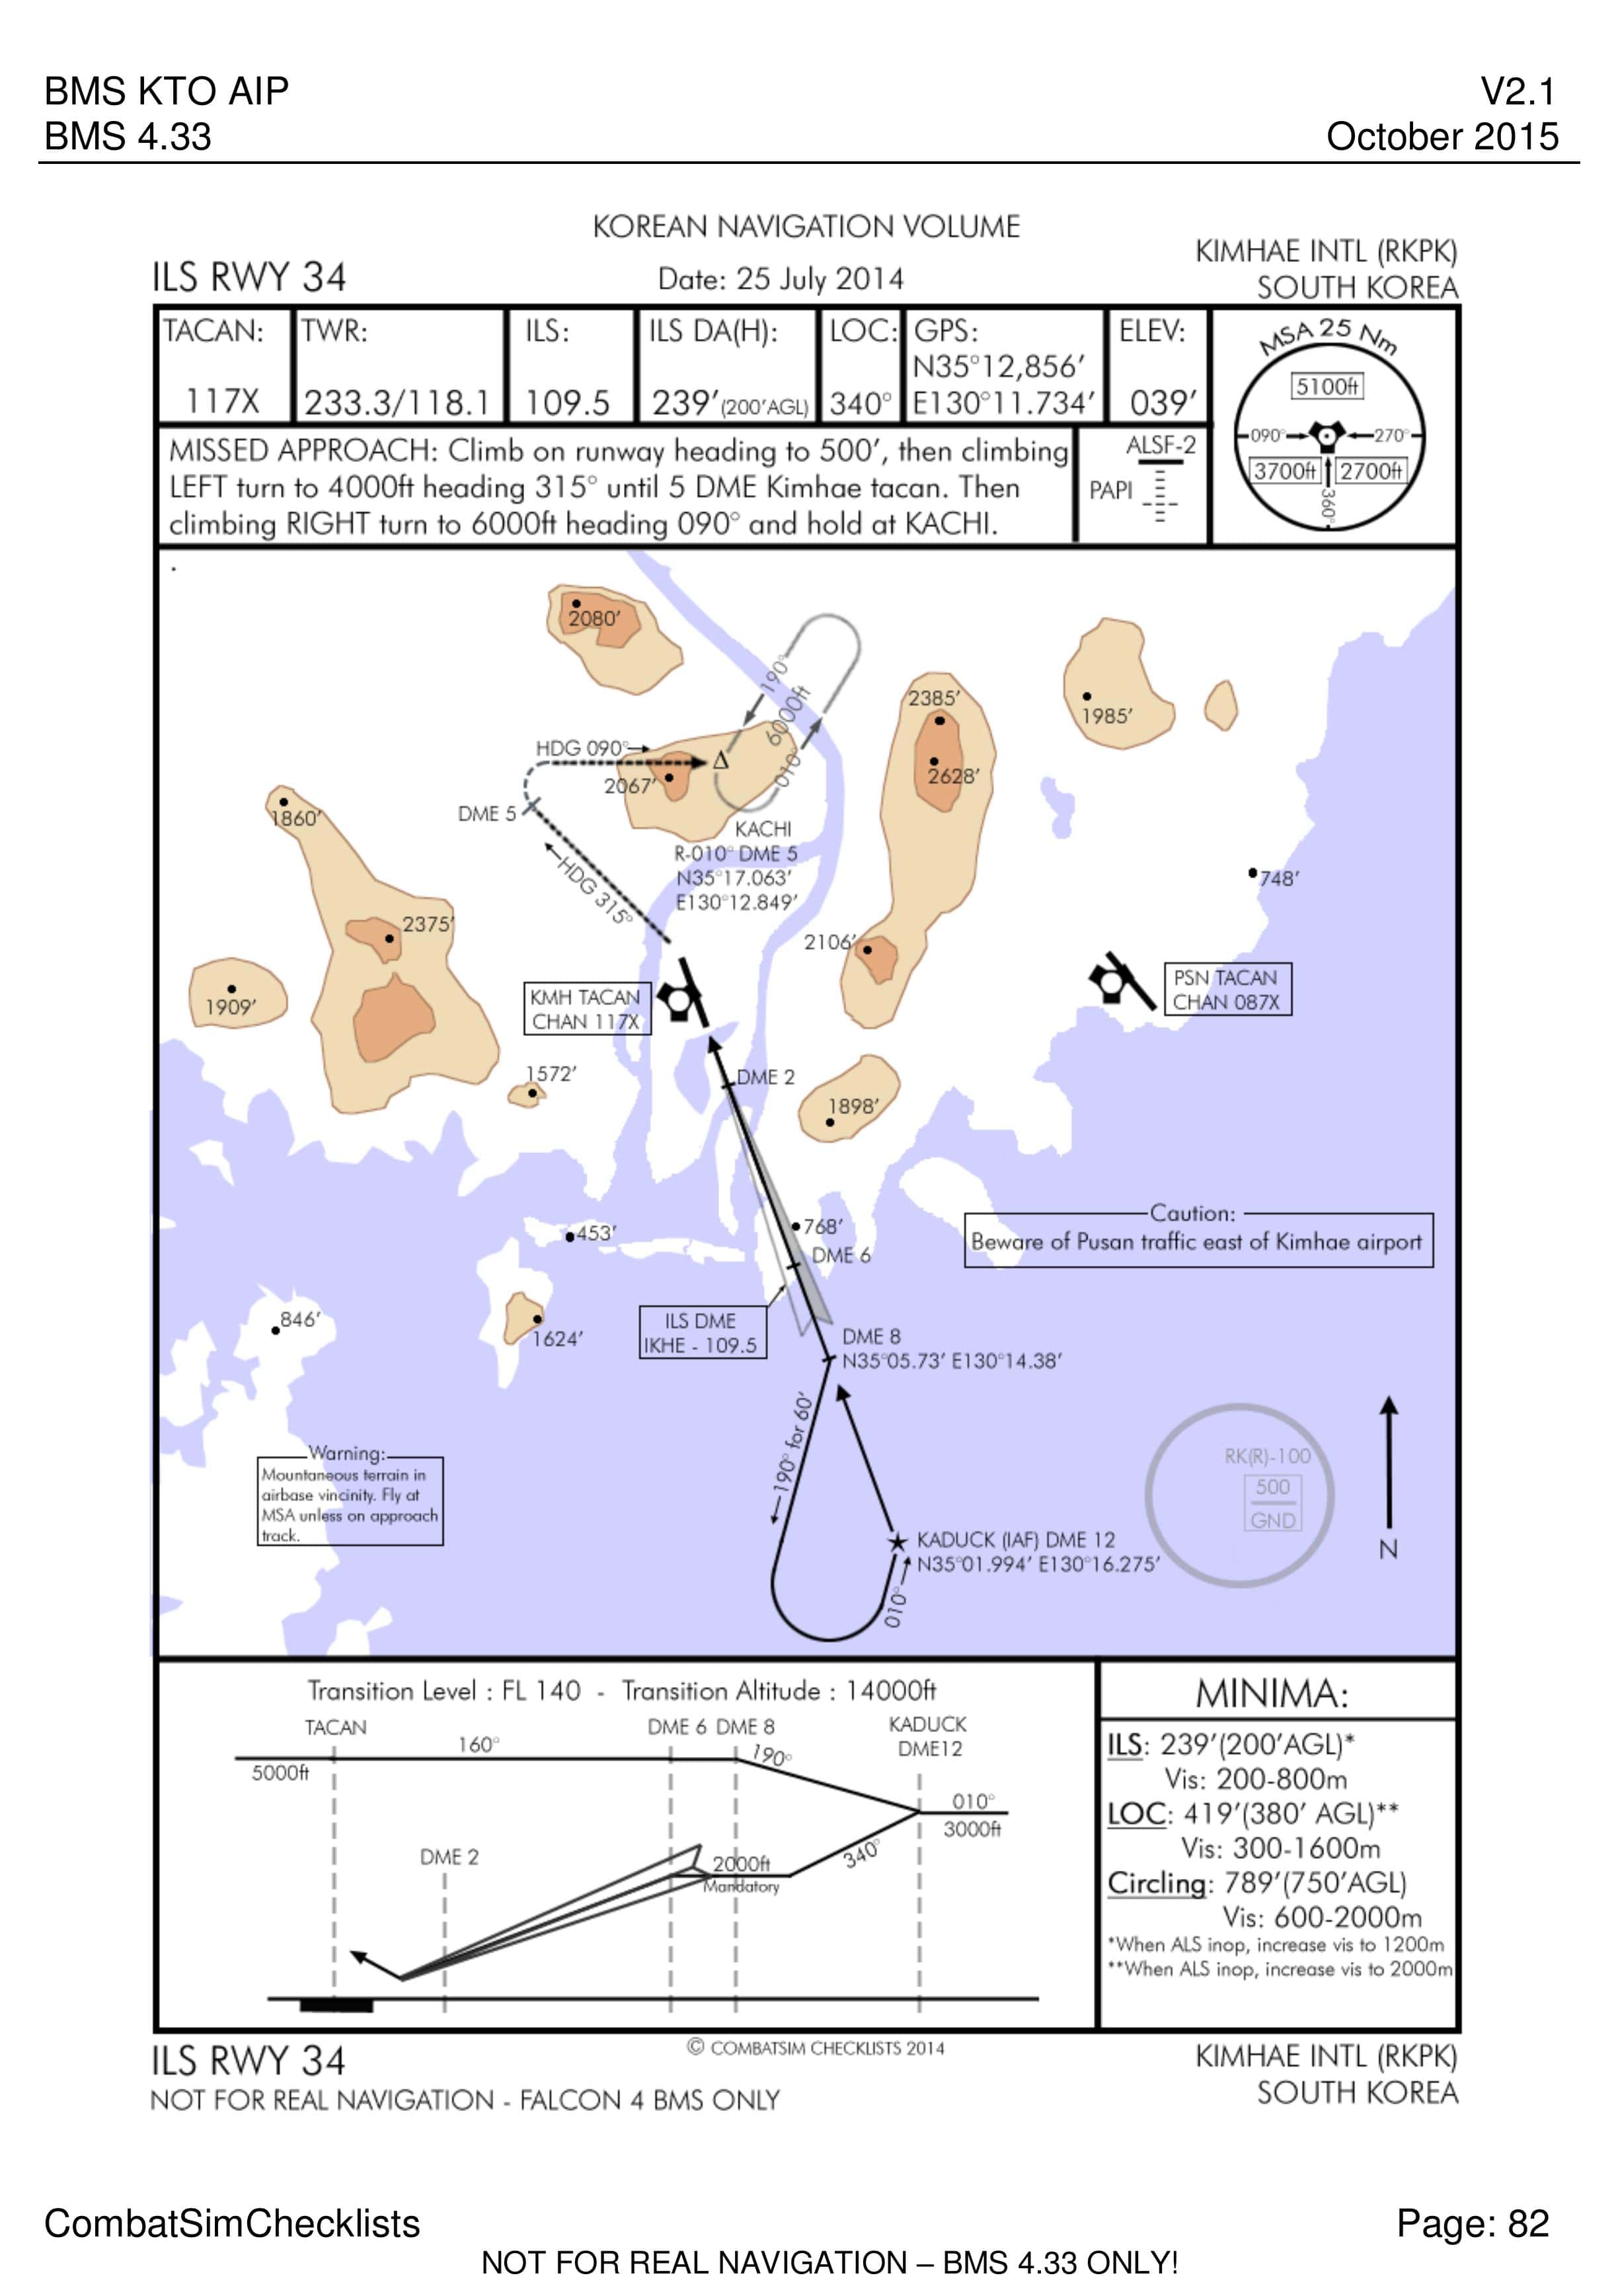 BMS KTO AIP
V2.1
BMS 4.33
October 2015
KOREAN NAVIGATION VOLUME
ILS RWY 34
Date: 25 July 2014
KIMHAE INTL (RKPK)
SOUTH KOREA
TACAN:
117X
TWR:
233.3/118.1
ILS:
109.5
ILS DA(H):
239'(200'AGL)
LOC:
340°
GPS:
N35°12,856'
E130°11.734'
ELEV:
039'
MSA 25 Nm
5100ft
090°
270°
3700ft
2700ft
360°
MISSED APPROACH: Climb on runway heading to 500', then climbing
LEFT turn to 4000ft heading 315° until 5 DME Kimhae tacan. Then
climbing RIGHT turn to 6000ft heading 090° and hold at KACHI.
ALSF-2
PAPI
2080'
190°
6000ft
010°
2385'
1985'
HDG 090°
2067'
2628'
DME 5
1860'
KACHI
R-010° DME 5
N35°17.063'
E130°12.849'
HDG 315°
748'
2375'
2106'
1909'
KMH TACAN
CHAN 117X
PSN TACAN
CHAN 087X
1572'
DME 2
1898'
453'
768'
DME 6
Caution:
Beware of Pusan traffic east of Kimhae airport
846'
1624'
ILS DME
IKHE - 109.5
DME 8
N35°05.73' E130°14.38'
190° for 60'
Warning:
Mountaneous terrain in
airbase vincinity. Fly at
MSA unless on approach
track.
RK(R)-100
500
GND
N
KADUCK (IAF) DME 12
N35°01.994' E130°16.275'
010°
Transition Level : FL 140 - Transition Altitude : 14000ft
TACAN
DME 6 DME 8
KADUCK
DME12
160°
190°
5000ft
010°
3000ft
DME 2
340°
2000ft
Mandatory
MINIMA:
ILS: 239'(200'AGL)*
Vis: 200-800m
LOC: 419'(380' AGL)**
Vis: 300-1600m
Circling: 789'(750'AGL)
Vis: 600-2000m
*When ALS inop, increase vis to 1200m
**When ALS inop, increase vis to 2000m
ILS RWY 34
© COMBATSIM CHECKLISTS 2014
KIMHAE INTL (RKPK)
NOT FOR REAL NAVIGATION - FALCON 4 BMS ONLY
SOUTH KOREA
CombatSimChecklists
Page: 82
NOT FOR REAL NAVIGATION – BMS 4.33 ONLY!